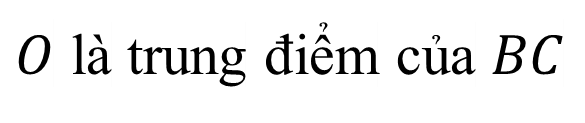 O là trung điểm của BC